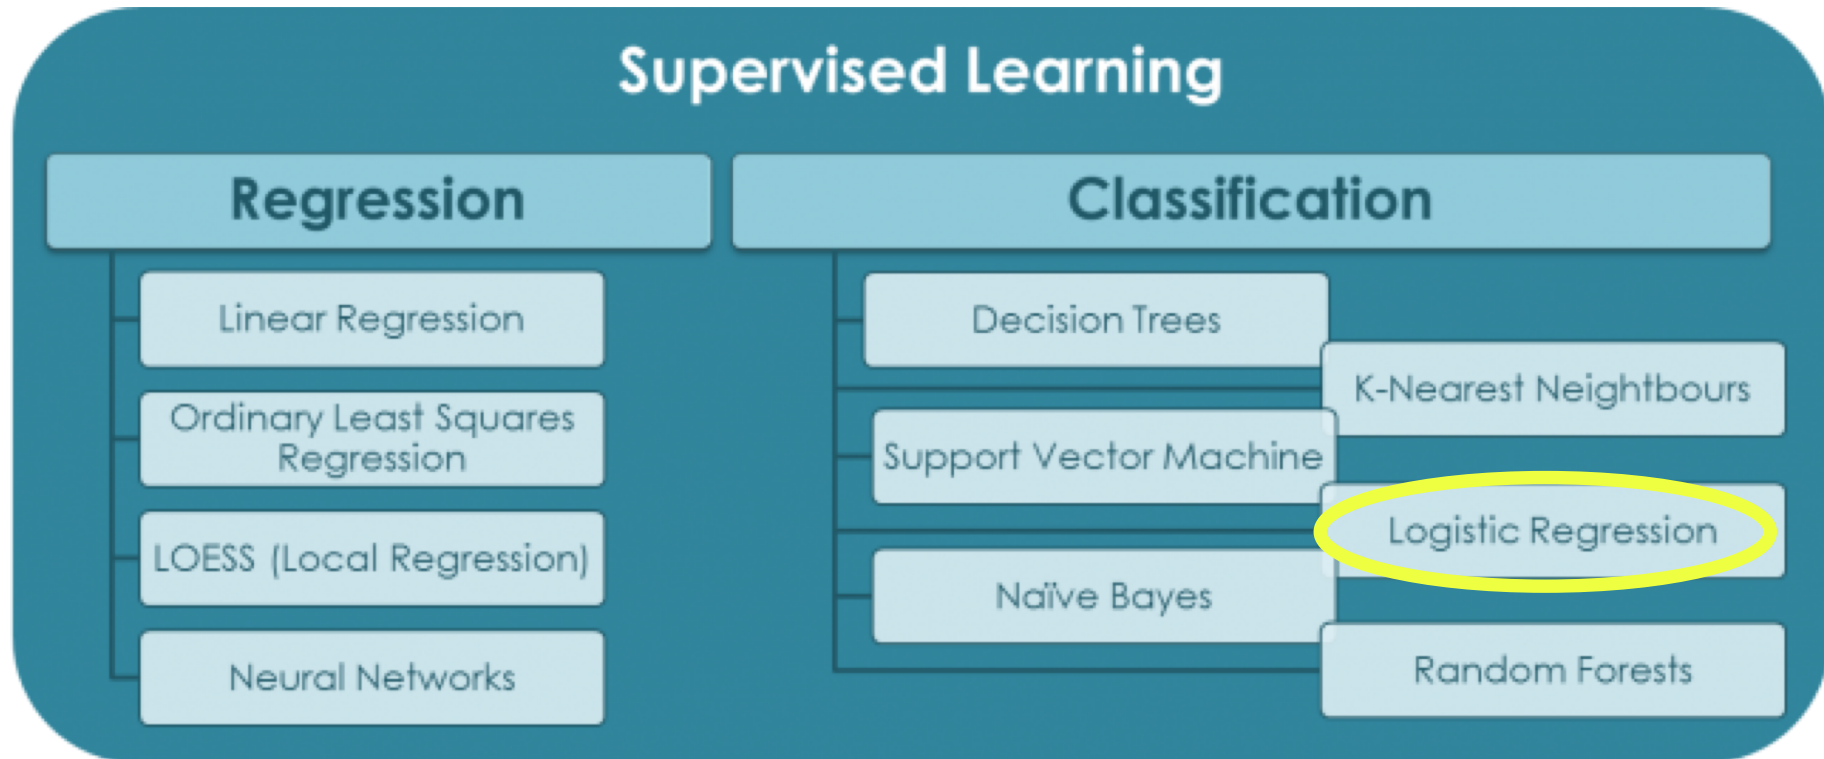 Supervised Learning
Regression
Linear Regression
Ordinary Least Squares
Regression
LOESS (Local Regression)
Neural Networks
Classification
Decision Trees
K-Nearest Neightbours
Support Vector Machine
Logistic Regression
Naïve Bayes
Random Forests